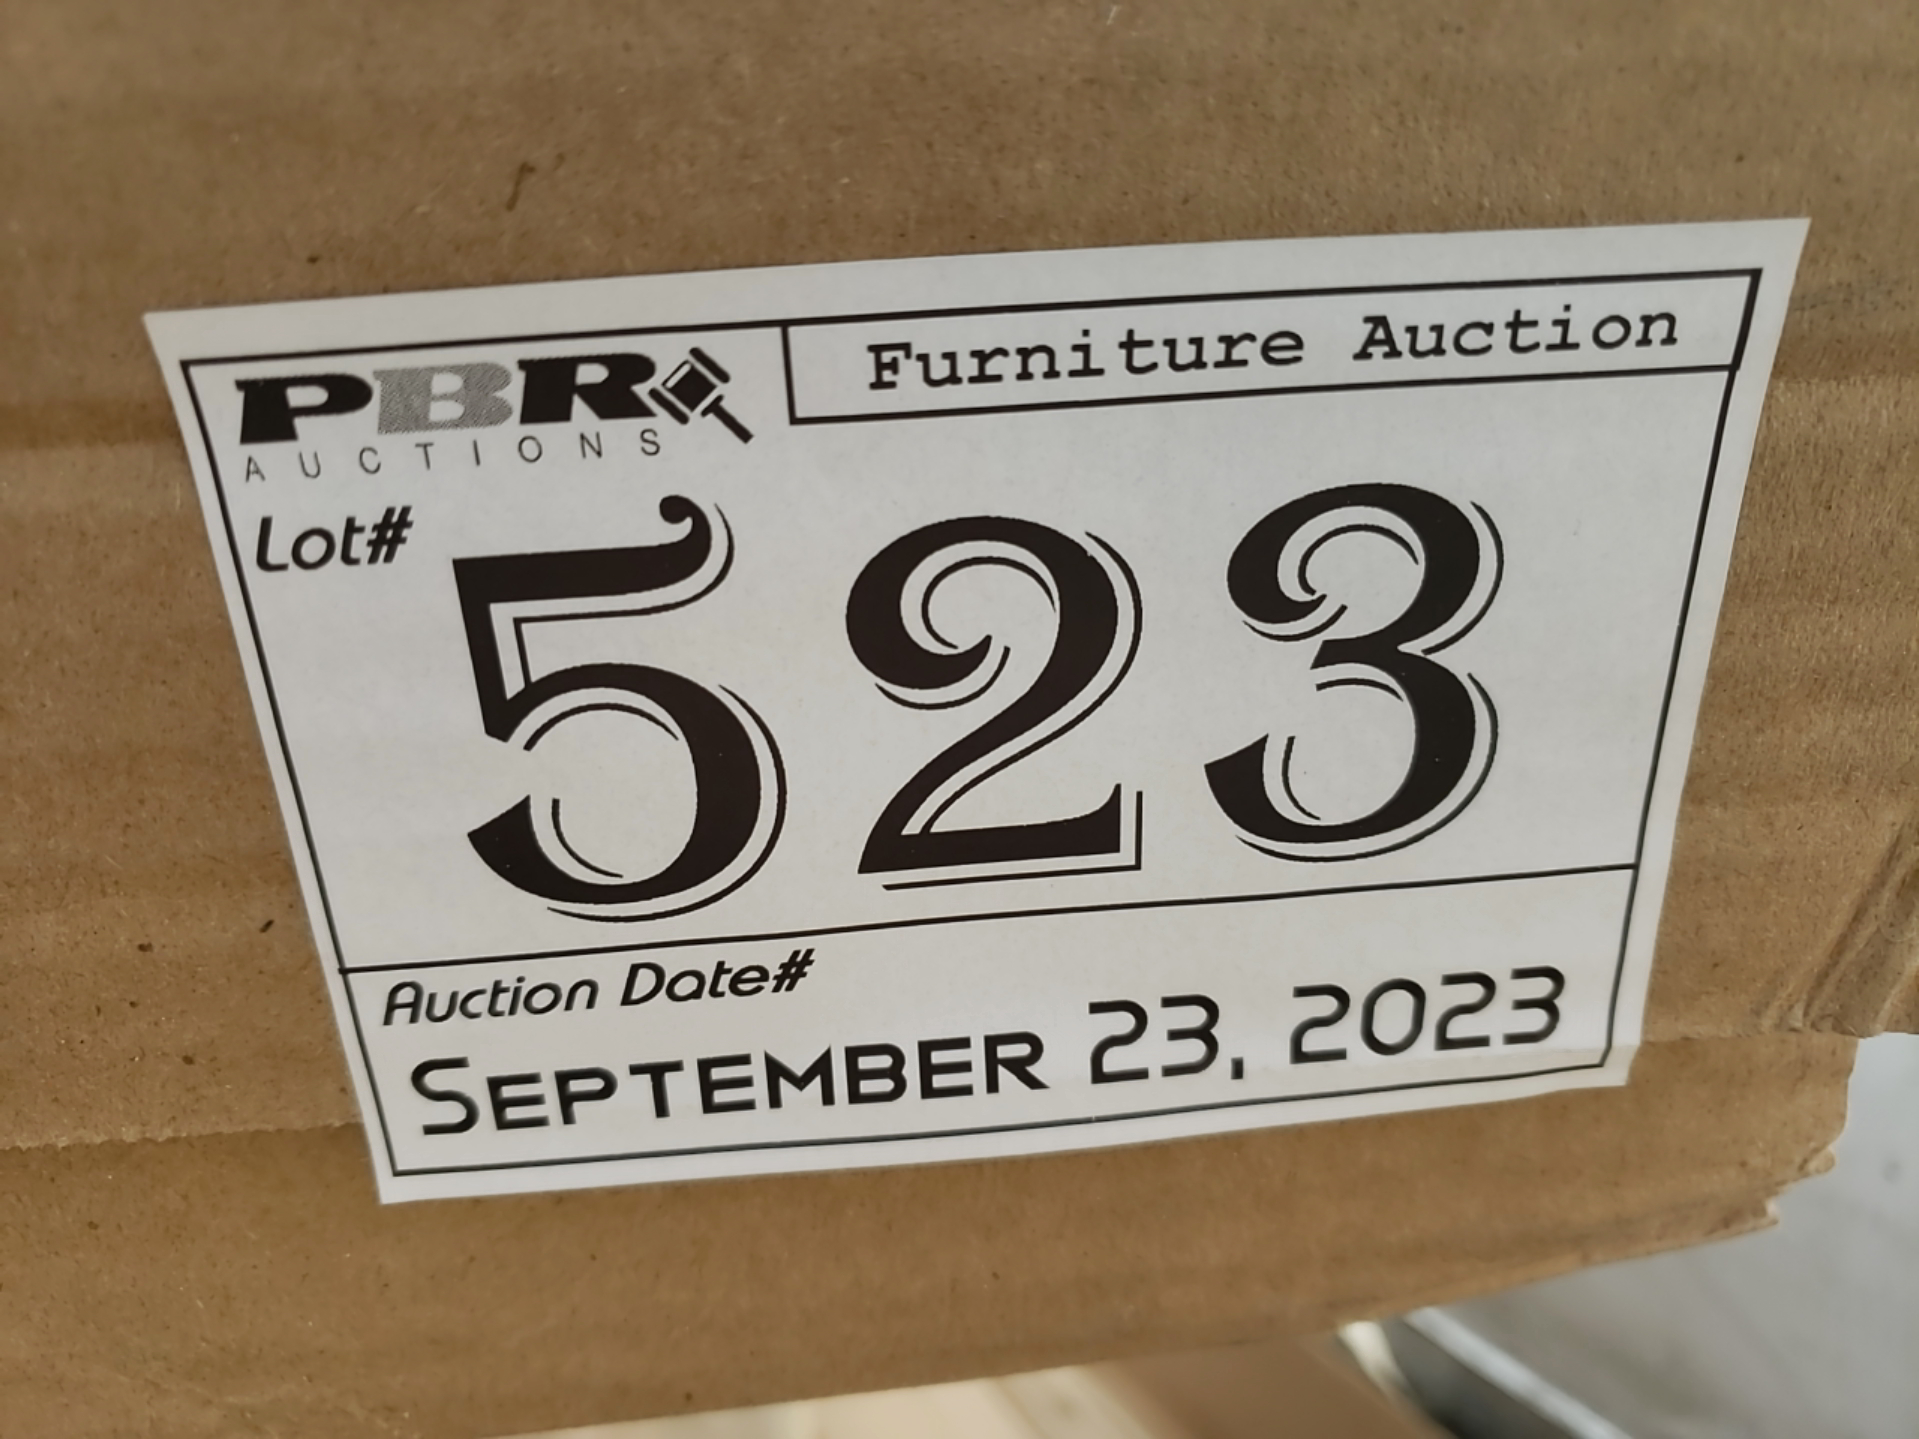 PBR
AUCTIONS
Furniture Auction
Lot#
523
Auction Date#
SEPTEMBER 23, 2023